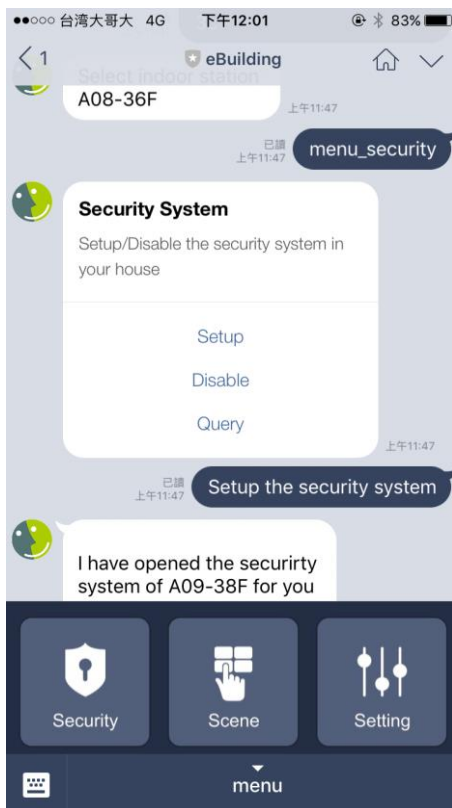 台湾大哥大 4G 下午12:01 83%
1 eBuilding
Select indoor station
A08-36F
上午11:47
已讀
上午11:47
menu_security
Security System
Setup/Disable the security system in
your house
Setup
Disable
Query
上午11:47
已讀
上午11:47
Setup the security system
I have opened the securirty
system of A09-38F for you
Security Scene Setting
menu